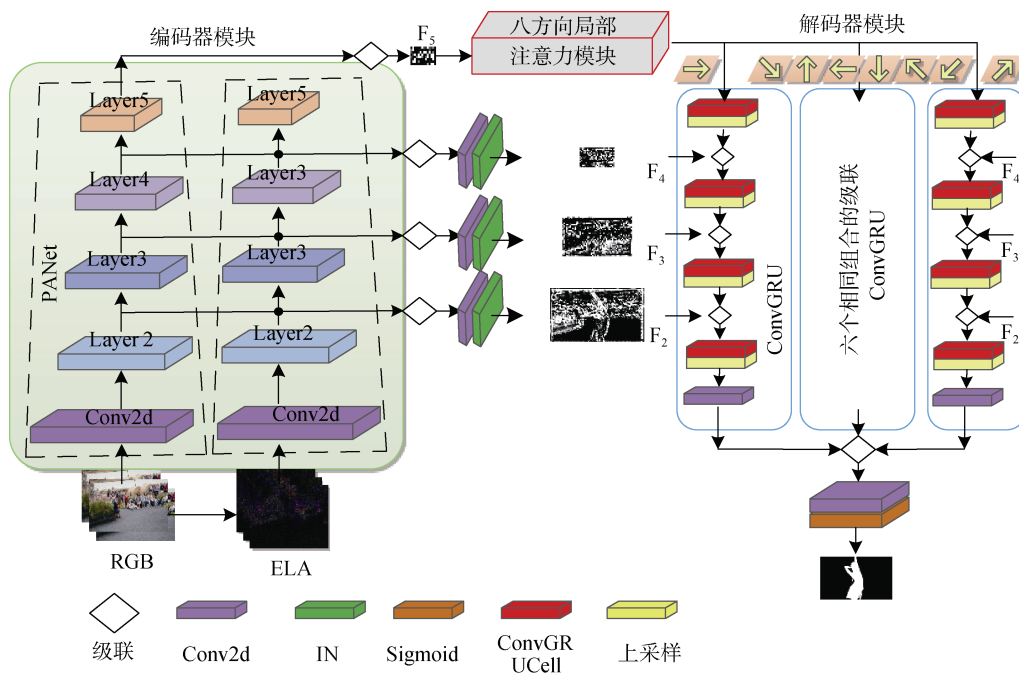 编码器模块
F5
八方向局部
注意力模块
解码器模块
Layer5
Layer5
Layer4
Layer3
Layer3
Layer3
Layer 2
Layer2
Conv2d
Conv2d
PANet
F4
F3
F2
ConvGRU
六个相同组合的级联
ConvGRU
F4
F3
F2
RGB
ELA
级联
Conv2d
IN
Sigmoid
ConvGR
UCell
上采样